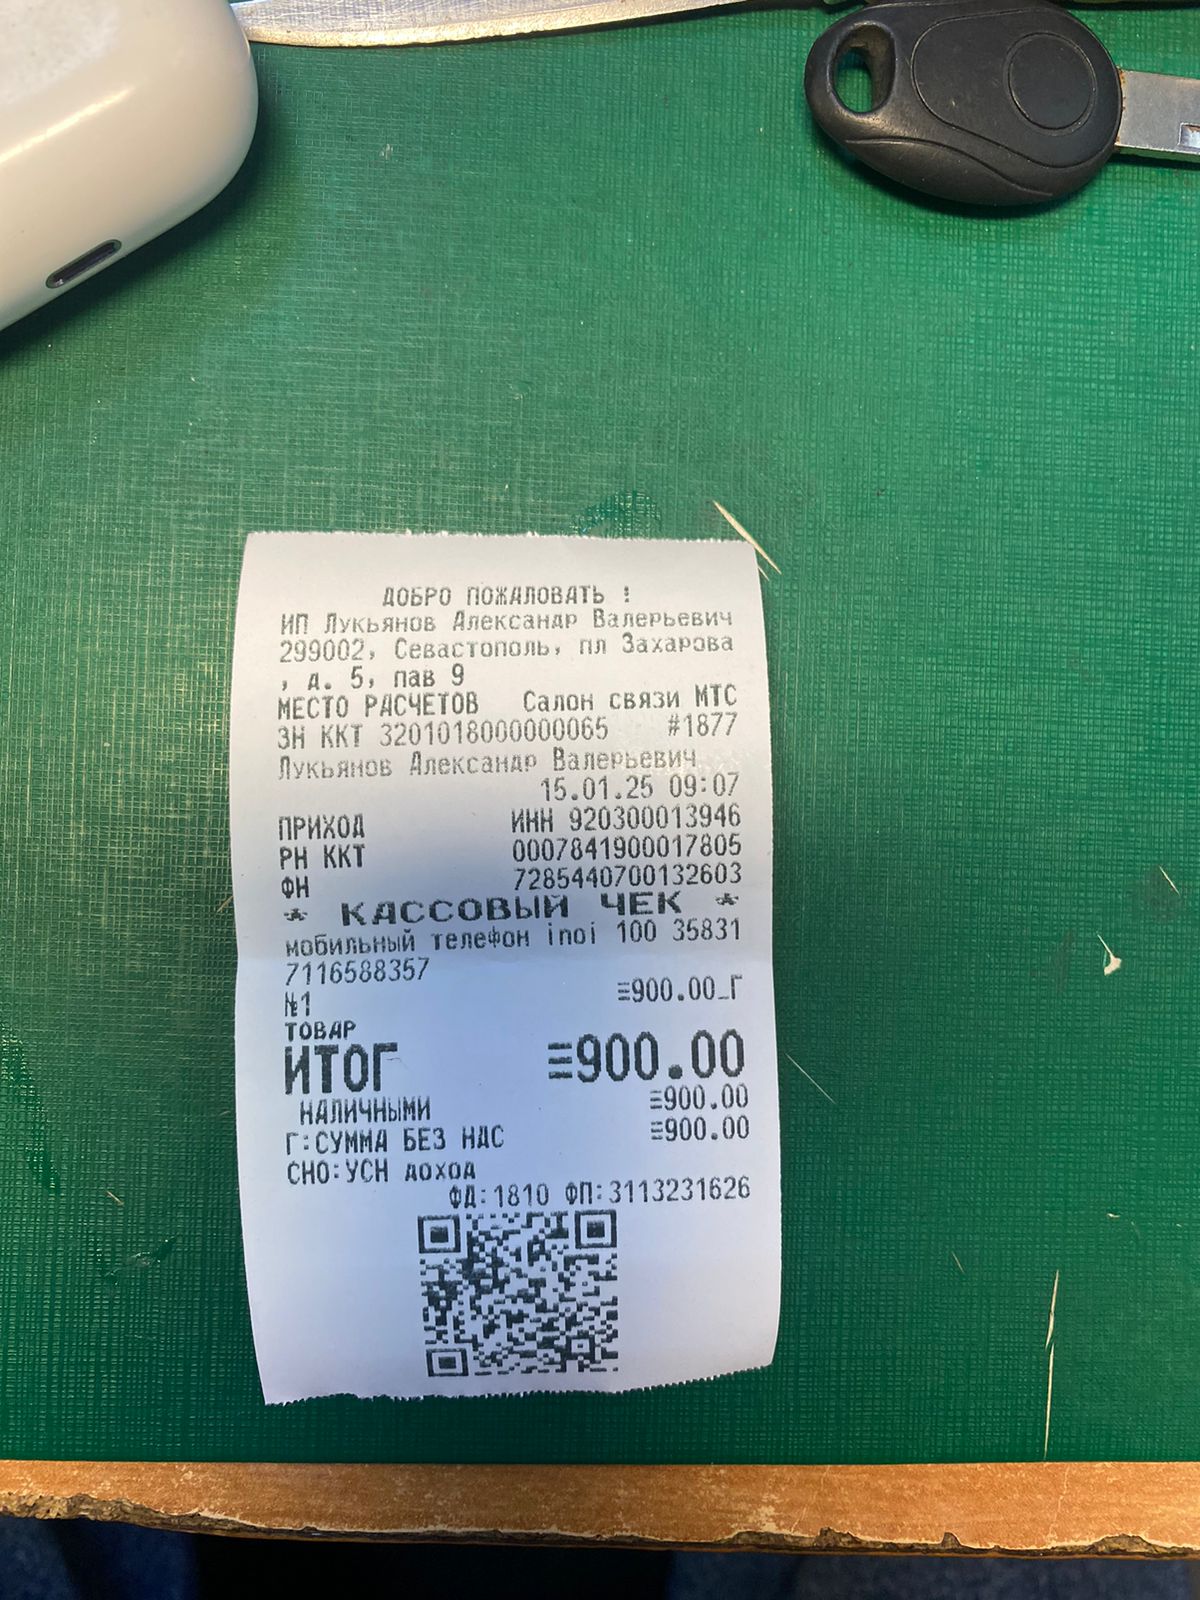 ДОБРО ПОЖАЛОВАТЬ !
ИП Лукьянов Александр Валерьевич
299002, Севастополь, пл Захарова
, д. 5, пав 9
МЕСТО РАСЧЕТОВ Салон связи МТС
ЗН ККТ 3201018000000065 #1877
Лукьянов Александр Валерьевич
15.01.25 09:07
ПРИХОД ИНН 920300013946
РН ККТ 0007841900017805
ФН 7285440700132603
* КАССОВЫЙ ЧЕК *
мобильный телефон inoi 100 35831
7116588357
№1 ≡900.00_Г
ТОВАР
ИТОГ ≡900.00
НАЛИЧНЫМИ ≡900.00
Г:СУММА БЕЗ НДС ≡900.00
СНО:УСН доход
ФД:1810 ФП:3113231626